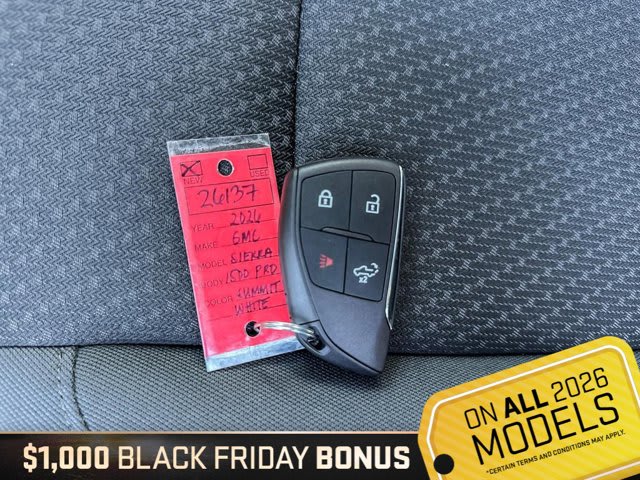 NEW
USED
26137
YEAR 2026
MAKE GMC
MODEL SIERRA
BODY 1500 PRO
COLOR SUMMIT
WHITE
x2
ON ALL 2026
MODELS
*CERTAIN TERMS AND CONDITIONS MAY APPLY.
$1,000 BLACK FRIDAY BONUS